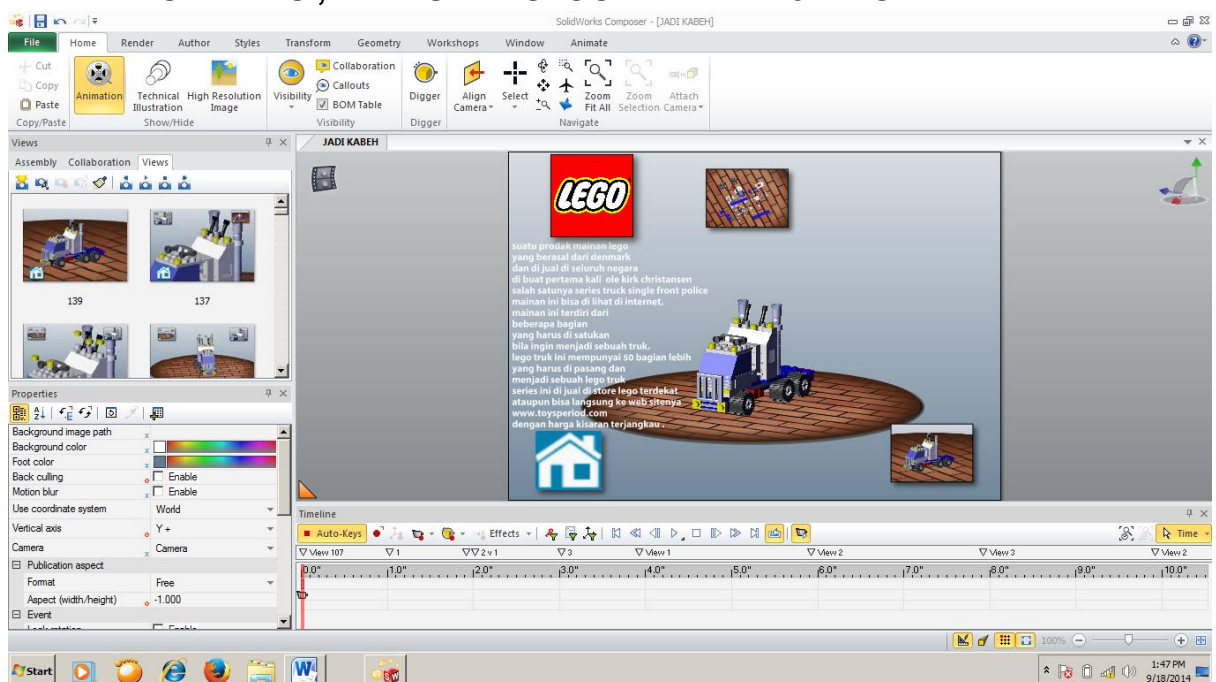 SolidWorks Composer - [JADI KABEH]
File Home Render Author Styles Transform Geometry Workshops Window Animate
Cut
Copy
Paste
Copy/Paste
Animation
Technical Illustration
High Resolution Image
Show/Hide
Visibility
Collaboration
Callouts
BOM Table
Visibility
Digger
Digger
Align Camera
Select
Zoom Fit All
Zoom Selection
Attach Camera
Navigate
Views
Assembly Collaboration Views
139
137
JADI KABEH
LEGO
suatu prodak mainan lego
yang berasal dari denmark
dan di jual di seluruh negara
di buat pertama kali ole kirk christansen
salah satunya series truck single front police
mainan ini bisa di lihat di internet,
mainan ini terdiri dari
beberapa bagian
yang harus di satukan
bila ingin menjadi sebuah truk.
lego truk ini mempunyai 50 bagian lebih
yang harus di pasang dan
menjadi sebuah lego truk
series ini di jual di store lego terdekat
ataupun bisa langsung ke web sitenya
www.toysperiod.com
dengan harga kisaran terjangkau .
Properties
Background image path
Background color
Foot color
Back culling Enable
Motion blur Enable
Use coordinate system World
Vertical axis Y +
Camera Camera
Publication aspect
Format Free
Aspect (width/height) -1.000
Event
Timeline
Auto-Keys Effects Time
View 107 1 2 v 1 3 View 1 View 2 View 3 View 2
0.0" 1.0" 2.0" 3.0" 4.0" 5.0" 6.0" 7.0" 8.0" 9.0" 10.0"
100%
Start
1:47 PM
9/18/2014